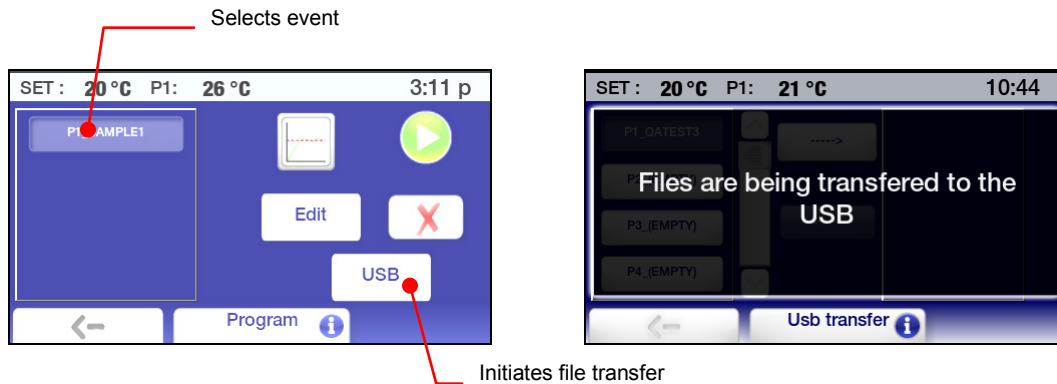 Selects event
SET : 20 °C P1: 26 °C 3:11 p
P1_SAMPLE1
Edit
USB
Program
Initiates file transfer
SET : 20 °C P1: 21 °C 10:44
P1_QATEST3
----->
Files are being transfered to the
USB
P3_(EMPTY)
P4_(EMPTY)
Usb transfer